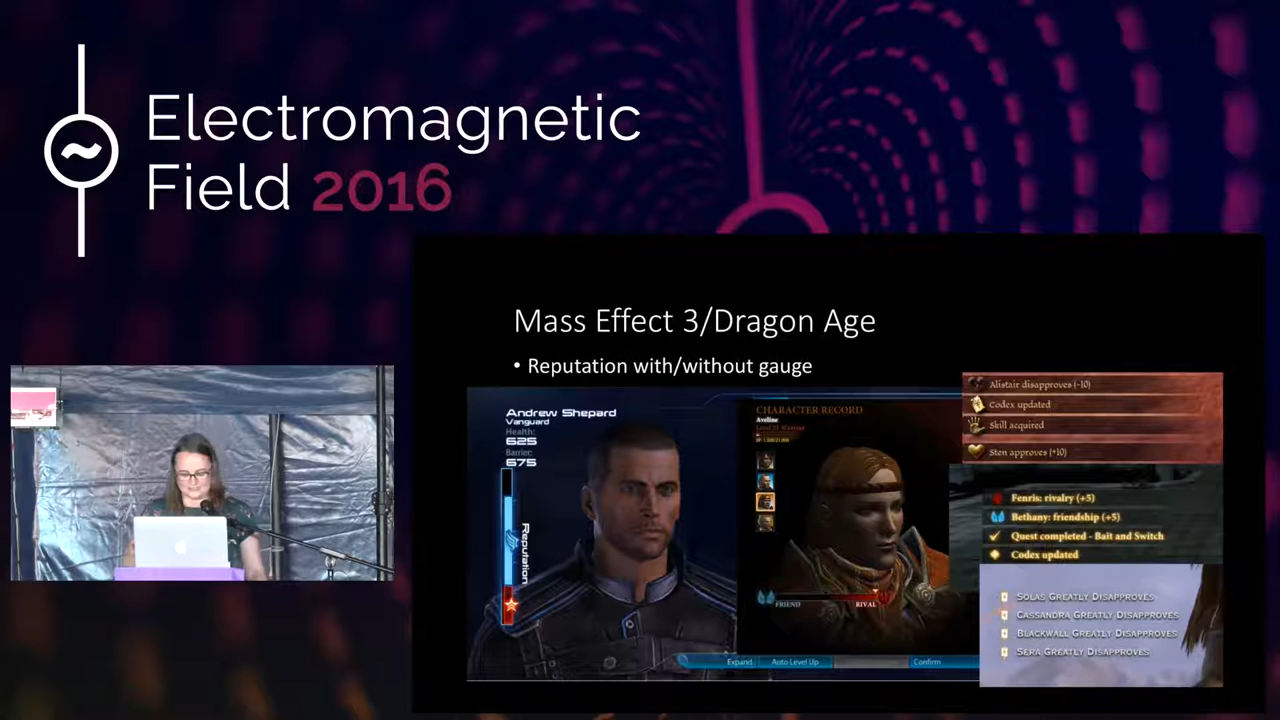 Electromagnetic
Field 2016
Mass Effect 3/Dragon Age
• Reputation with/without gauge
Andrew Shepard
Vanguard
Health:
625
Barrier:
675
Reputation
CHARACTER RECORD
Aveline
FRIEND
RIVAL
Expand
Auto Level Up
Confirm
Alistair disapproves (-10)
Codex updated
Skill acquired
Sten approves (+10)
Fenris: rivalry (+5)
Bethany: friendship (+5)
Quest completed - Bait and Switch
Codex updated
SOLAS GREATLY DISAPPROVES
CASSANDRA GREATLY DISAPPROVES
BLACKWALL GREATLY DISAPPROVES
SERA GREATLY DISAPPROVES